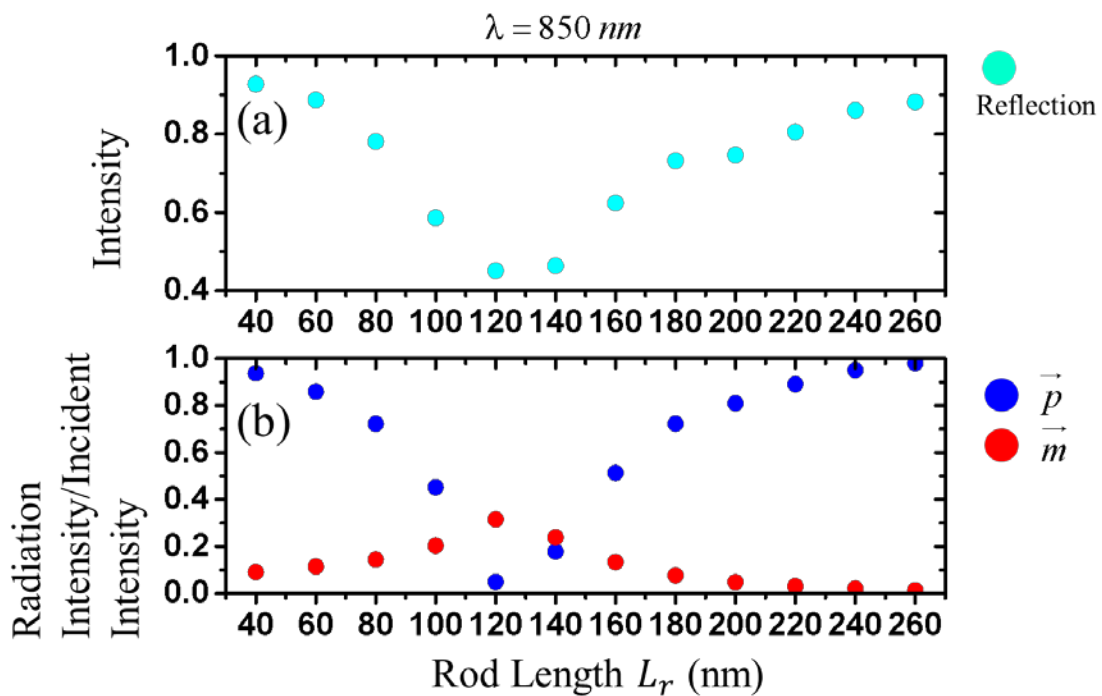 λ = 850 nm
1.0
0.8
0.6
0.4
Intensity
(a)
Reflection
40 60 80 100 120 140 160 180 200 220 240 260
1.0
0.8
0.6
0.4
0.2
0.0
Radiation
Intensity/Incident
Intensity
(b)
p⃗
m⃗
40 60 80 100 120 140 160 180 200 220 240 260
Rod Length Lᵣ (nm)